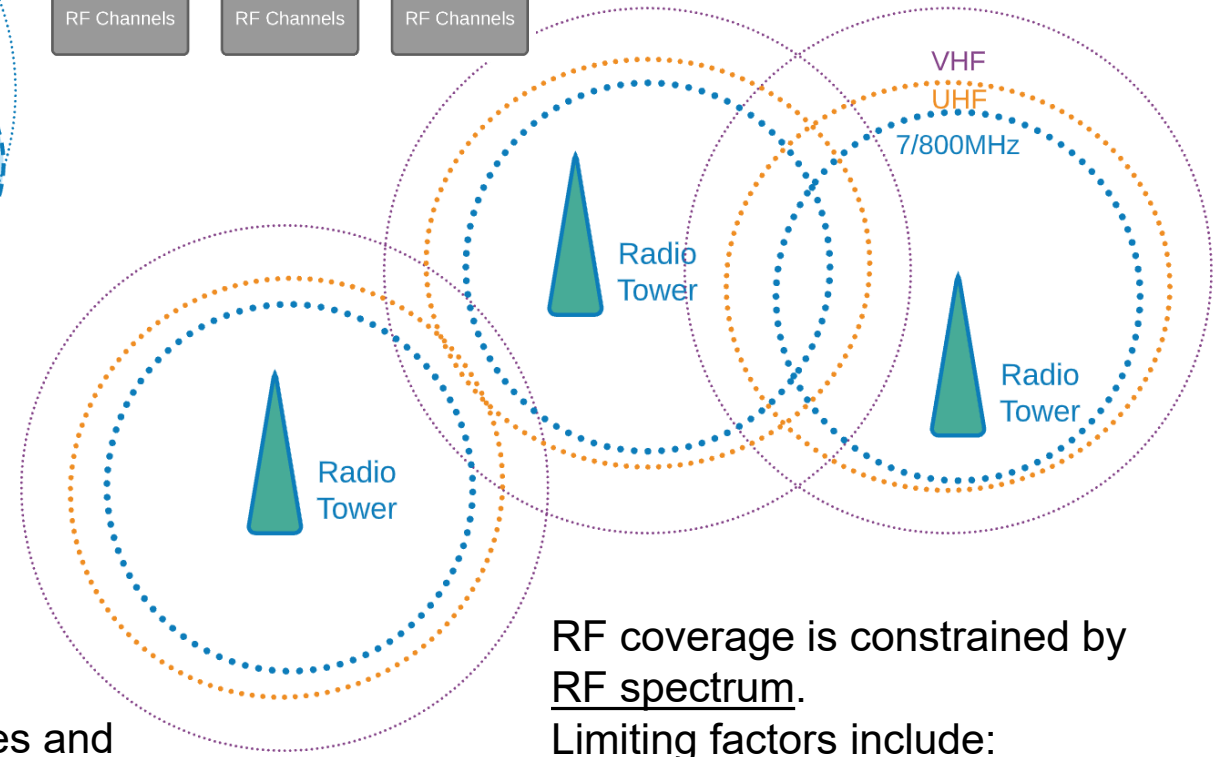 RF Channels
RF Channels
RF Channels
VHF
UHF
7/800MHz
Radio
Tower
Radio
Tower
Radio
Tower
RF coverage is constrained by
RF spectrum.
Limiting factors include:
and